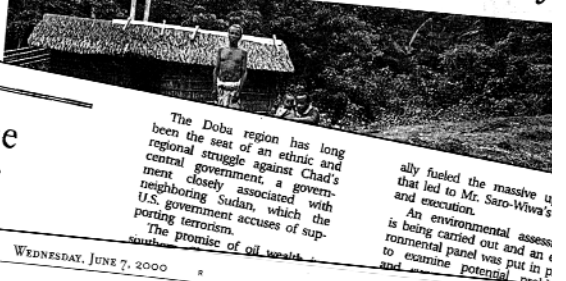 e
The Doba region has long
been the seat of an ethnic and
regional struggle against Chad's
central government, a govern-
ment closely associated with
neighboring Sudan, which the
U.S. government accuses of sup-
porting terrorism.
The promise of oil wealth
ally fueled the massive
that led to Mr. Saro-Wiwa's
and execution.
An environmental
is being carried out and an
ronmental panel was put in
to examine potential
and
WEDNESDAY, JUNE 7, 2000